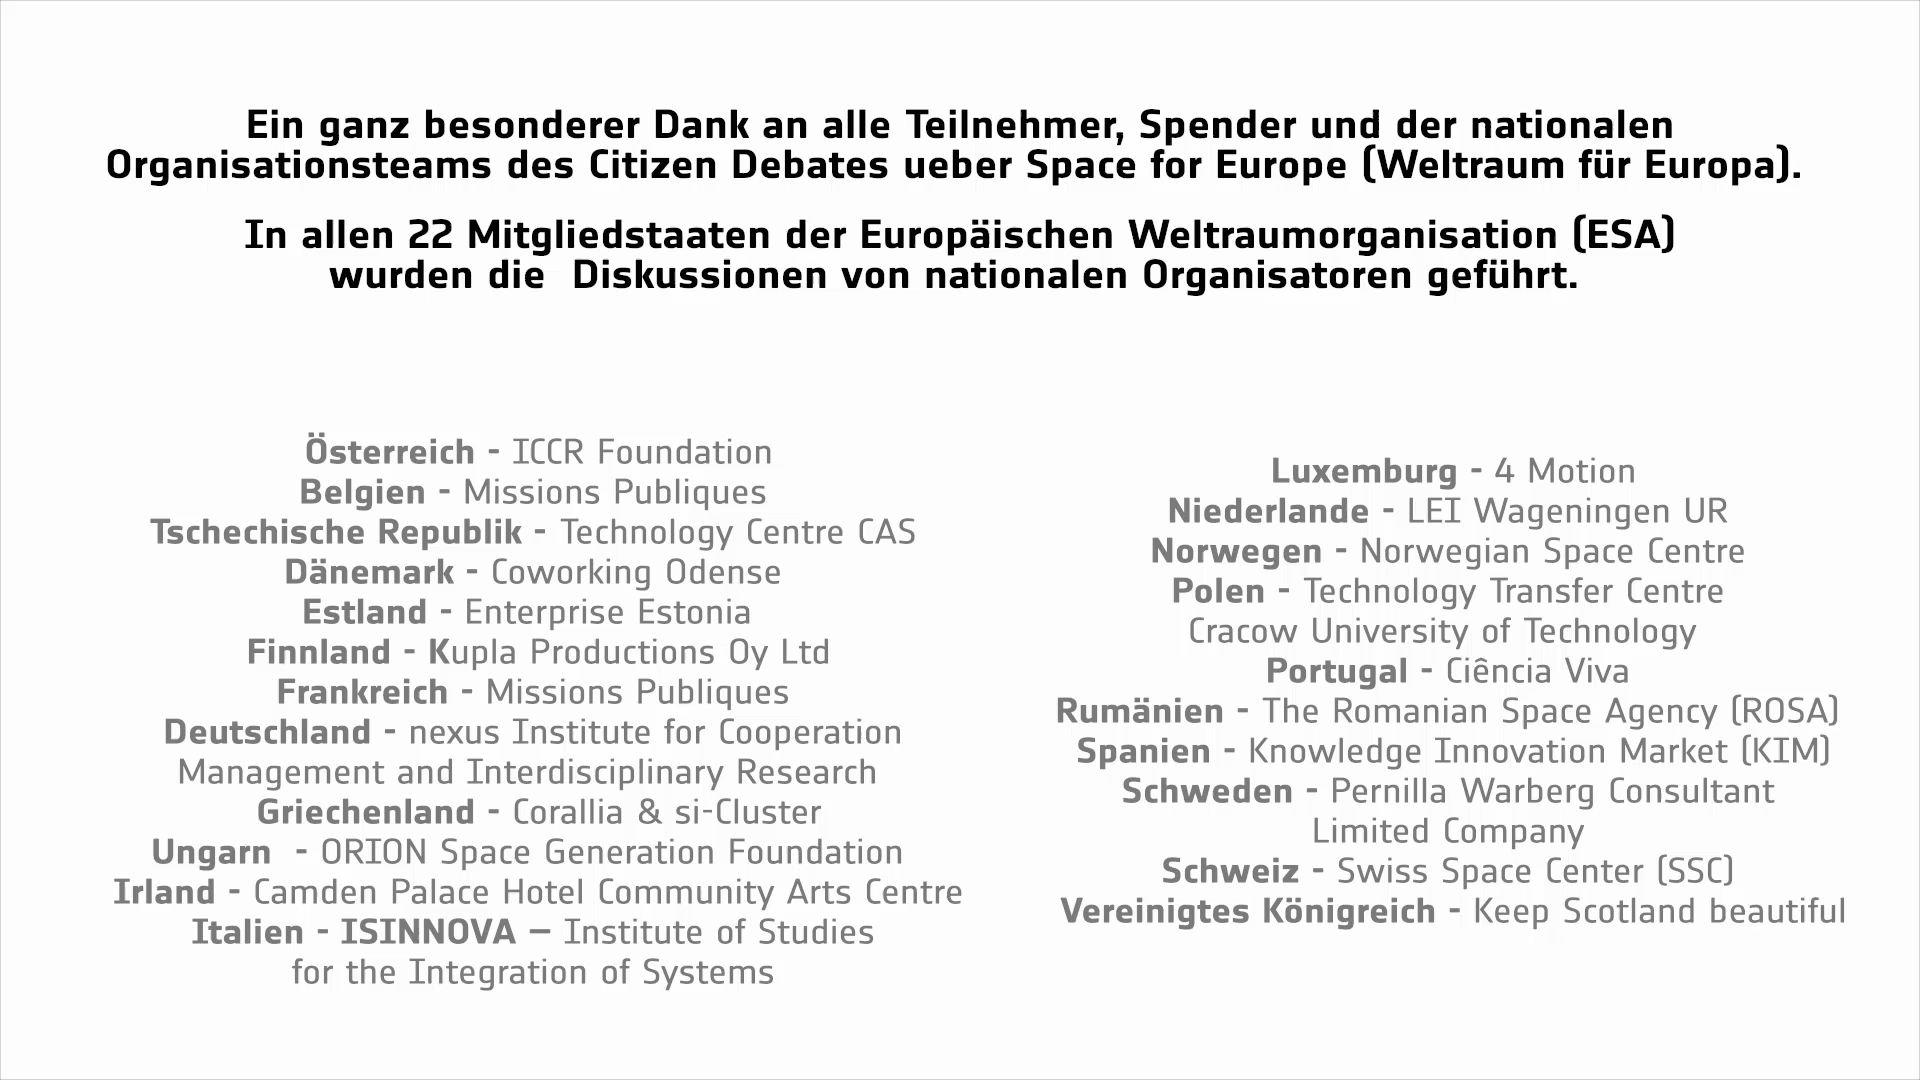 Ein ganz besonderer Dank an alle Teilnehmer, Spender und der nationalen
Organisationsteams des Citizen Debates ueber Space for Europe (Weltraum für Europa).
In allen 22 Mitgliedstaaten der Europäischen Weltraumorganisation (ESA)
wurden die  Diskussionen von nationalen Organisatoren geführt.
Österreich - ICCR Foundation
Belgien - Missions Publiques
Tschechische Republik - Technology Centre CAS
Dänemark - Coworking Odense
Estland - Enterprise Estonia
Finnland - Kupla Productions Oy Ltd
Frankreich - Missions Publiques
Deutschland - nexus Institute for Cooperation
Management and Interdisciplinary Research
Griechenland - Corallia & si-Cluster
Ungarn  - ORION Space Generation Foundation
Irland - Camden Palace Hotel Community Arts Centre
Italien - ISINNOVA – Institute of Studies
for the Integration of Systems
Luxemburg - 4 Motion
Niederlande - LEI Wageningen UR
Norwegen - Norwegian Space Centre
Polen - Technology Transfer Centre
Cracow University of Technology
Portugal - Ciência Viva
Rumänien - The Romanian Space Agency (ROSA)
Spanien - Knowledge Innovation Market (KIM)
Schweden - Pernilla Warberg Consultant
Limited Company
Schweiz - Swiss Space Center (SSC)
Vereinigtes Königreich - Keep Scotland beautiful